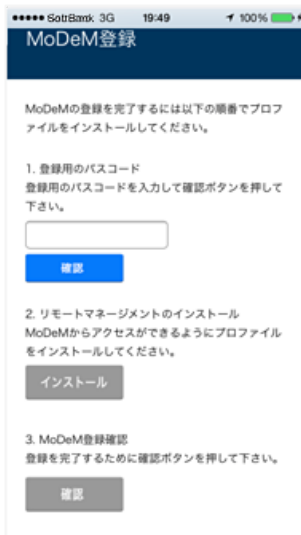 ●●●●● SoftBank 3G 19:49 100%
MoDeM登録
MoDeMの登録を完了するには以下の順番でプロフ
ァイルをインストールしてください。
1. 登録用のパスコード
登録用のパスコードを入力して確認ボタンを押して
下さい。
確認
2. リモートマネージメントのインストール
MoDeMからアクセスができるようにプロファイル
をインストールしてください。
インストール
3. MoDeM登録確認
登録を完了するために確認ボタンを押して下さい。
確認